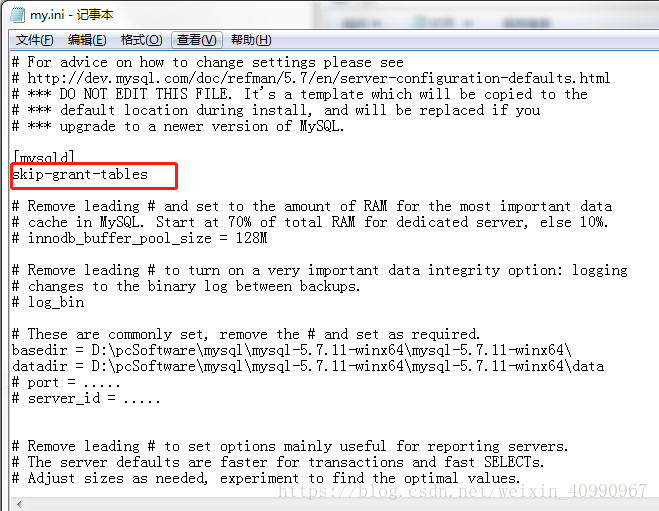 my.ini - 记事本
文件(F) 编辑(E) 格式(O) 查看(V) 帮助(H)
# For advice on how to change settings please see
# http://dev.mysql.com/doc/refman/5.7/en/server-configuration-defaults.html
# *** DO NOT EDIT THIS FILE. It's a template which will be copied to the
# *** default location during install, and will be replaced if you
# *** upgrade to a newer version of MySQL.
[mysqld]
skip-grant-tables
# Remove leading # and set to the amount of RAM for the most important data
# cache in MySQL. Start at 70% of total RAM for dedicated server, else 10%.
# innodb_buffer_pool_size = 128M
# Remove leading # to turn on a very important data integrity option: logging
# changes to the binary log between backups.
# log_bin
# These are commonly set, remove the # and set as required.
basedir = D:\pcSoftware\mysql\mysql-5.7.11-winx64\mysql-5.7.11-winx64\
datadir = D:\pcSoftware\mysql\mysql-5.7.11-winx64\mysql-5.7.11-winx64\data
# port = .....
# server_id = .....
# Remove leading # to set options mainly useful for reporting servers.
# The server defaults are faster for transactions and fast SELECTs.
# Adjust sizes as needed, experiment to find the optimal values.
https://blog.csdn.net/weixin_40990967